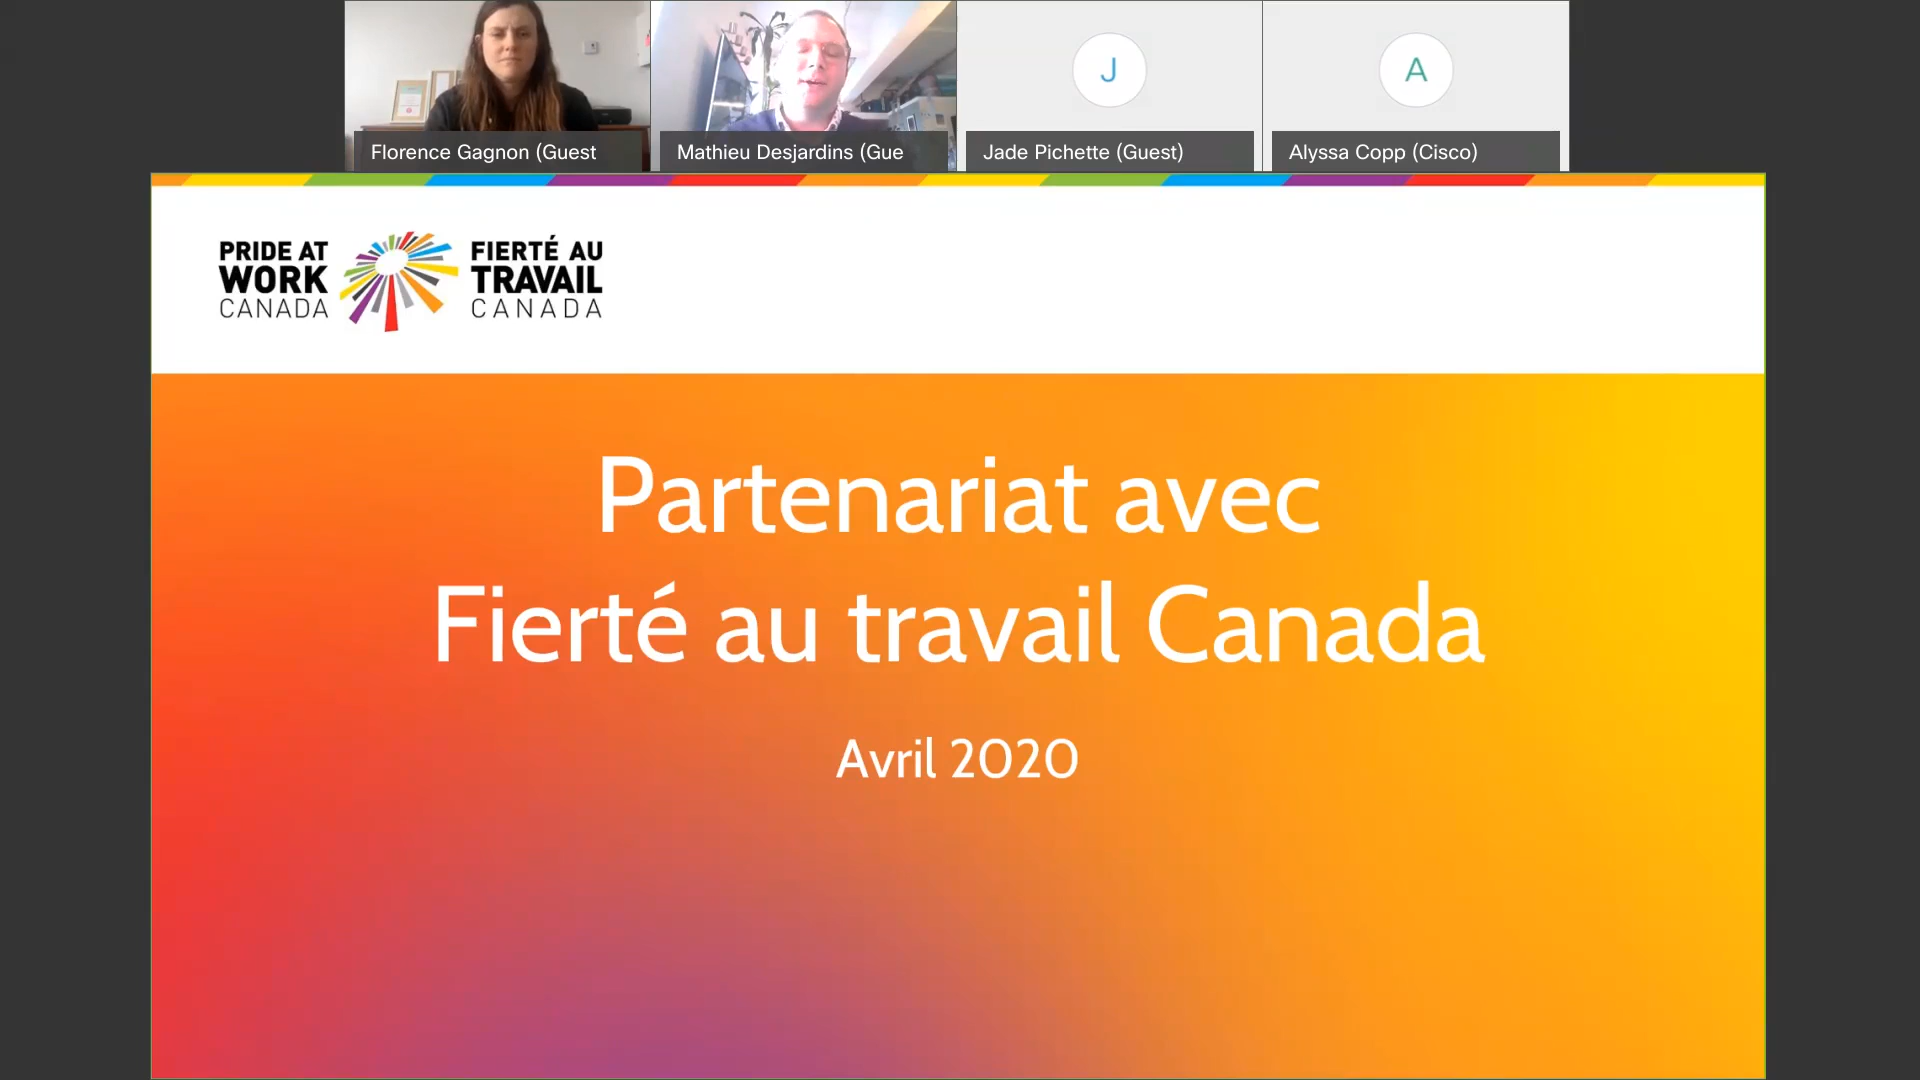 Florence Gagnon (Guest
Mathieu Desjardins (Gue
J
Jade Pichette (Guest)
A
Alyssa Copp (Cisco)
PRIDE AT
WORK
CANADA
FIERTÉ AU
TRAVAIL
CANADA
Partenariat avec
Fierté au travail Canada
Avril 2020